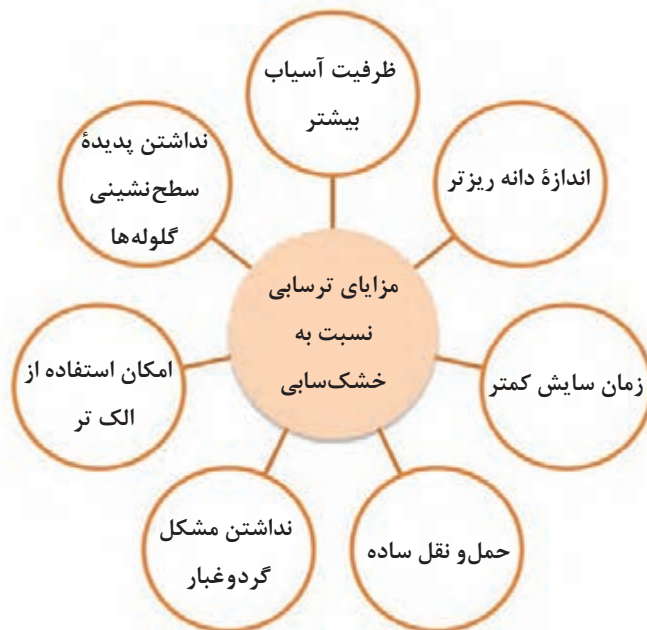 مزایای ترسابی
نسبت به
خشک‌سابی
ظرفیت آسیاب
بیشتر
اندازهٔ دانه ریزتر
زمان سایش کمتر
حمل‌و نقل ساده
نداشتن مشکل
گردوغبار
امکان استفاده از
الک تر
نداشتن پدیدهٔ
سطح‌نشینی
گلوله‌ها